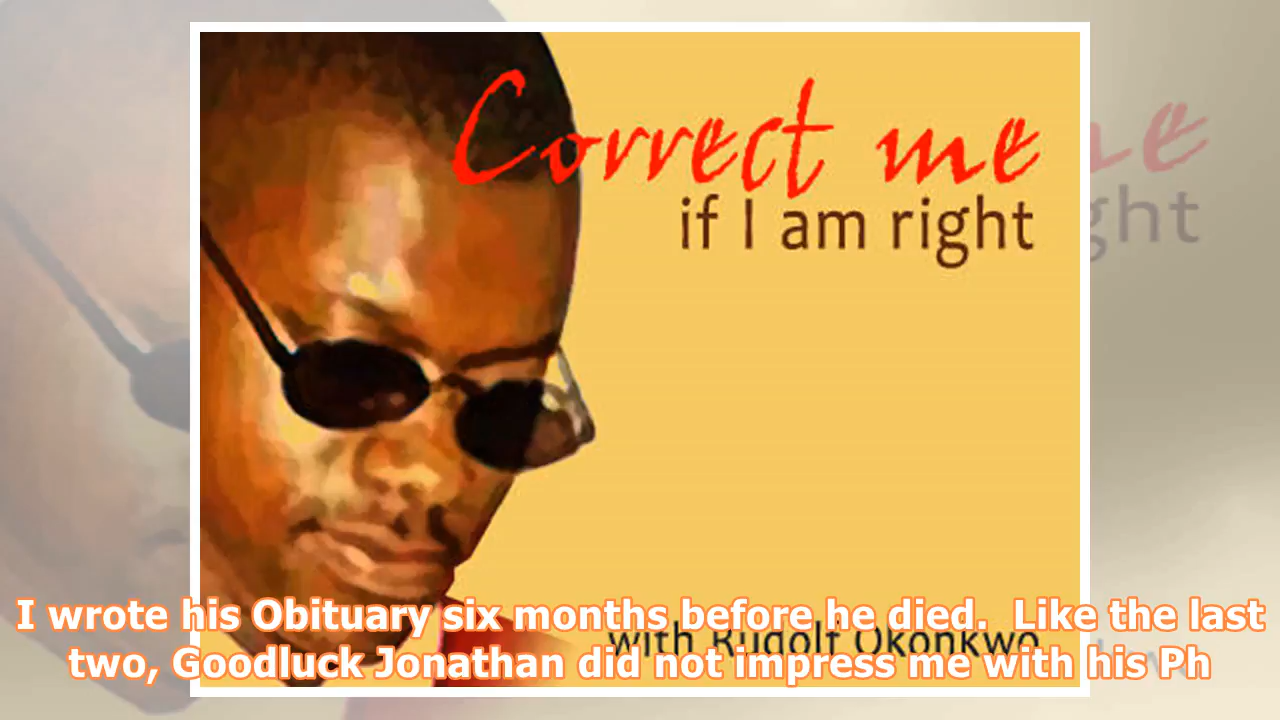 Correct me
if I am right
with Rudolf Okonkwo
I wrote his Obituary six months before he died.  Like the last
two, Goodluck Jonathan did not impress me with his Ph